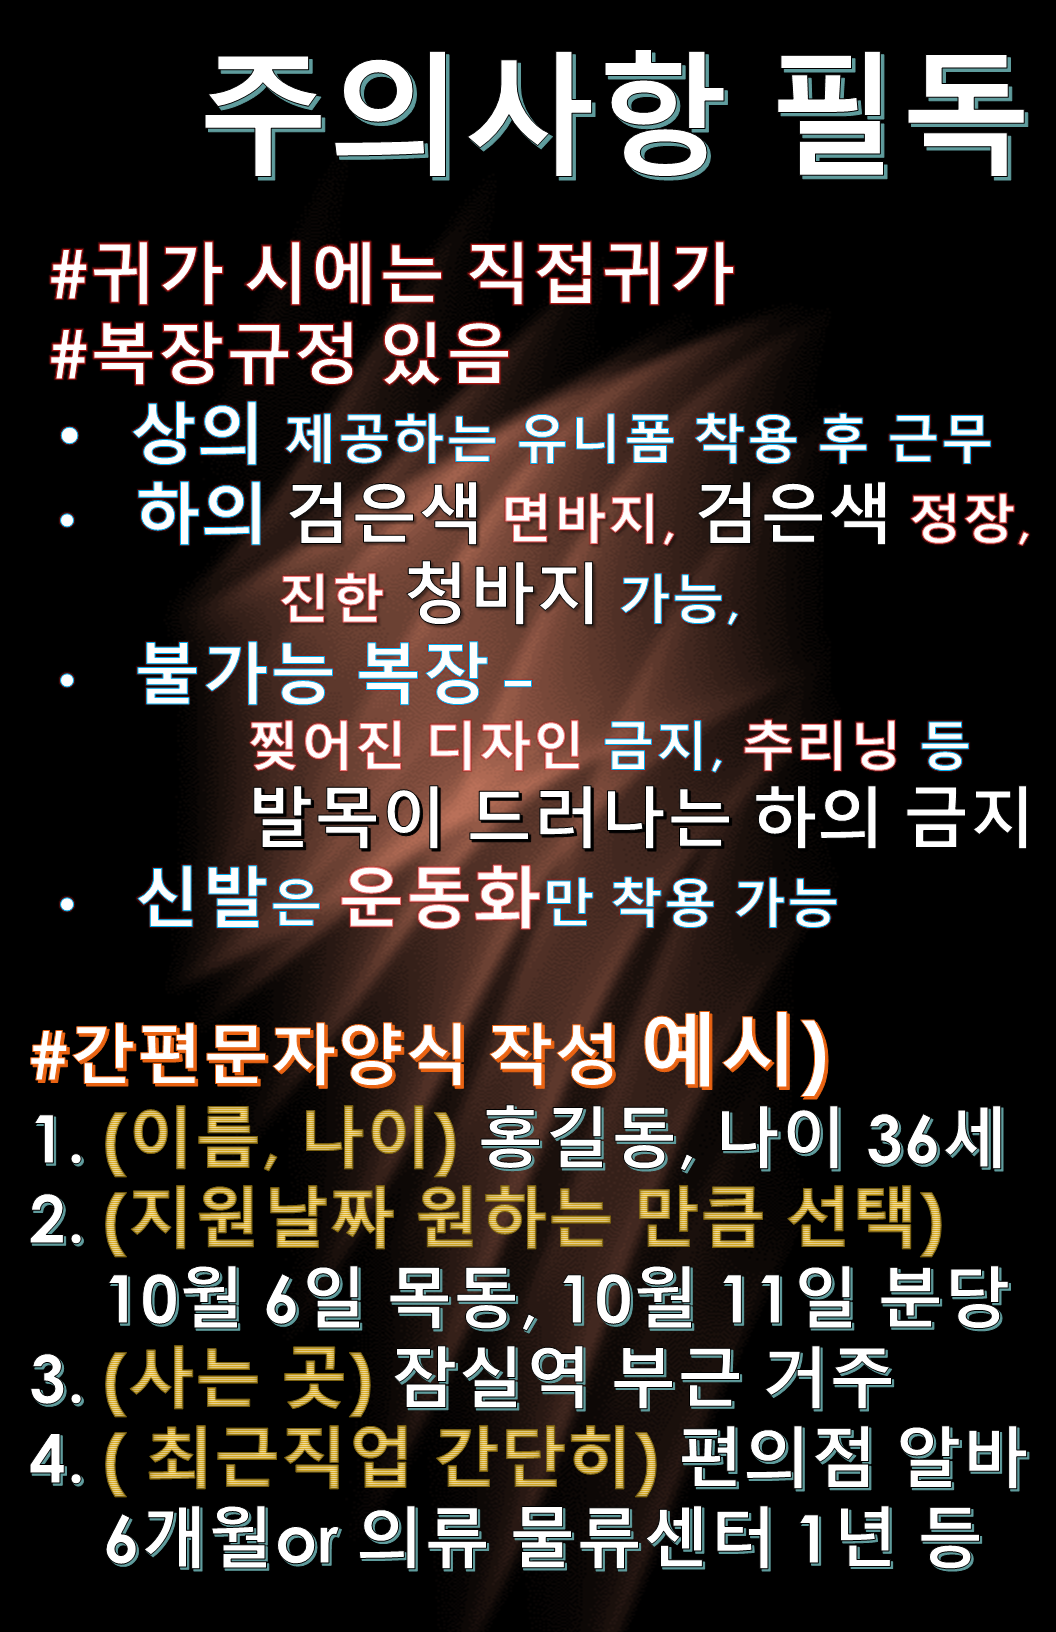 주의사항 필독
#귀가 시에는 직접귀가
#복장규정 있음
• 상의 제공하는 유니폼 착용 후 근무
• 하의 검은색 면바지, 검은색 정장,
진한 청바지 가능,
• 불가능 복장 –
찢어진 디자인 금지, 추리닝 등
발목이 드러나는 하의 금지
• 신발은 운동화만 착용 가능
#간편문자양식 작성 예시)
1. (이름, 나이) 홍길동, 나이 36세
2. (지원날짜 원하는 만큼 선택)
10월 6일 목동, 10월 11일 분당
3. (사는 곳) 잠실역 부근 거주
4. ( 최근직업 간단히) 편의점 알바
6개월or 의류 물류센터 1년 등